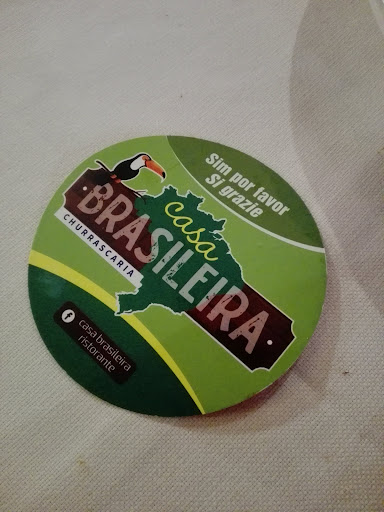 Sim por favor
Si grazie
casa
BRASILEIRA
CHURRASCARIA
casa brasileira
ristorante